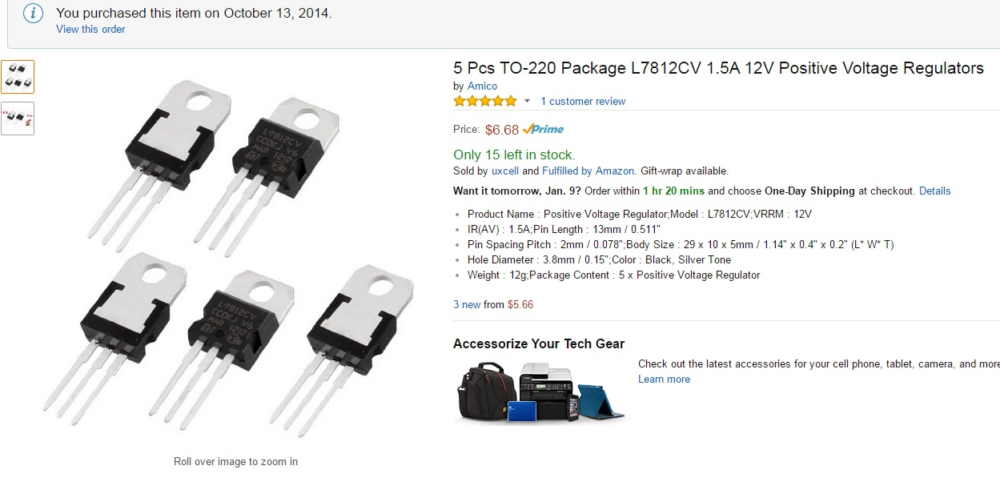 You purchased this item on October 13, 2014.
View this order
5 Pcs TO-220 Package L7812CV 1.5A 12V Positive Voltage Regulators
by Amico
1 customer review
Price: $6.68 Prime
Only 15 left in stock.
Sold by uxcell and Fulfilled by Amazon. Gift-wrap available.
Want it tomorrow, Jan. 9? Order within 1 hr 20 mins and choose One-Day Shipping at checkout. Details
Product Name : Positive Voltage Regulator;Model : L7812CV;VRRM : 12V
IR(AV) : 1.5A;Pin Length : 13mm / 0.511"
Pin Spacing Pitch : 2mm / 0.078";Body Size : 29 x 10 x 5mm / 1.14" x 0.4" x 0.2" (L* W* T)
Hole Diameter : 3.8mm / 0.15";Color : Black, Silver Tone
Weight : 12g;Package Content : 5 x Positive Voltage Regulator
3 new from $5.66
Accessorize Your Tech Gear
Check out the latest accessories for your cell phone, tablet, camera, and more
Learn more
L7812CV
CC0KJ V6
MAR 1212
L7812CV
CC0KJ V6
MAR 1212
Roll over image to zoom in